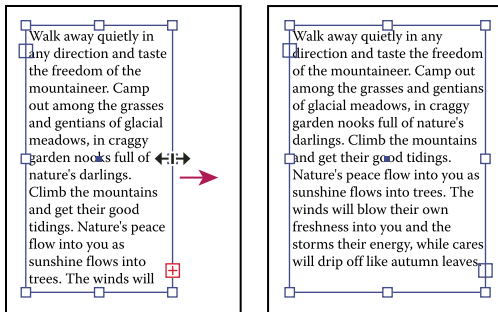 Walk away quietly in
any direction and taste
the freedom of the
mountaineer. Camp
out among the grasses
and gentians of glacial
meadows, in craggy
garden nooks full of
nature's darlings.
Climb the mountains
and get their good
tidings. Nature's peace
flow into you as
sunshine flows into
trees. The winds will
Walk away quietly in any
direction and taste the freedom
of the mountaineer. Camp out
among the grasses and gentians
of glacial meadows, in craggy
garden nooks full of nature's
darlings. Climb the mountains
and get their good tidings.
Nature's peace flow into you as
sunshine flows into trees. The
winds will blow their own
freshness into you and the
storms their energy, while cares
will drip off like autumn leaves.